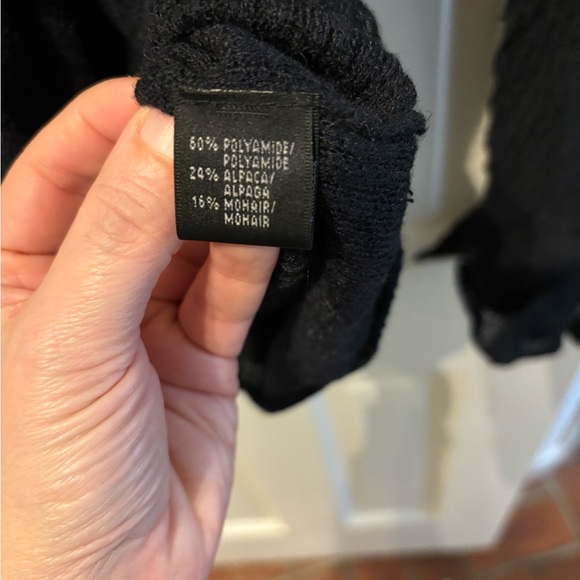 60% POLYAMIDE/
POLYAMIDE
24% ALPACA/
ALPAGA
16% MOHAIR/
MOHAIR